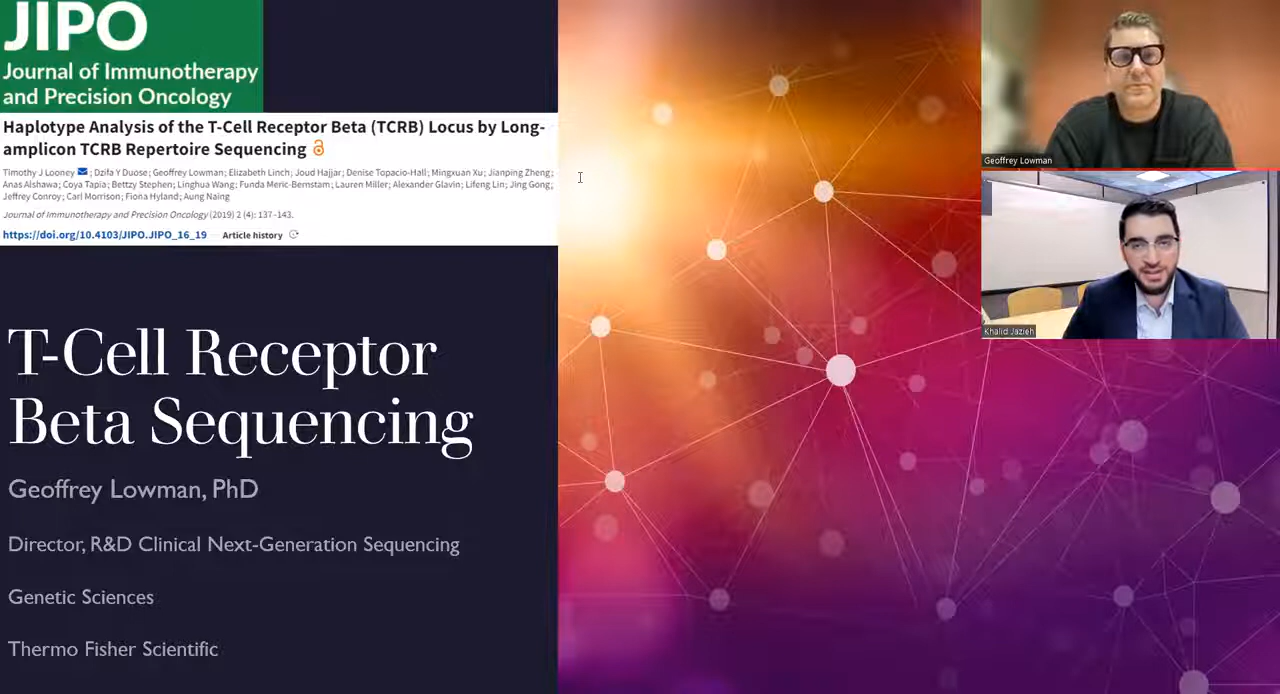 JIPO
Journal of Immunotherapy
and Precision Oncology
Haplotype Analysis of the T-Cell Receptor Beta (TCRB) Locus by Long-
amplicon TCRB Repertoire Sequencing
Timothy J Looney ; Dzifa Y Duose; Geoffrey Lowman; Elizabeth Linch; Joud Hajjar; Denise Topacio-Hall; Mingxuan Xu; Jianping Zheng;
Anas Alshawa; Coya Tapia; Bettzy Stephen; Linghua Wang; Funda Meric-Bernstam; Lauren Miller; Alexander Glavin; Lifeng Lin; Jing Gong;
Jeffrey Conroy; Carl Morrison; Fiona Hyland; Aung Naing
Journal of Immunotherapy and Precision Oncology (2019) 2 (4): 137-143.
https://doi.org/10.4103/JIPO.JIPO_16_19 Article history
T-Cell Receptor
Beta Sequencing
Geoffrey Lowman, PhD
Director, R&D Clinical Next-Generation Sequencing
Genetic Sciences
Thermo Fisher Scientific
Geoffrey Lowman
Khalid Jazieh